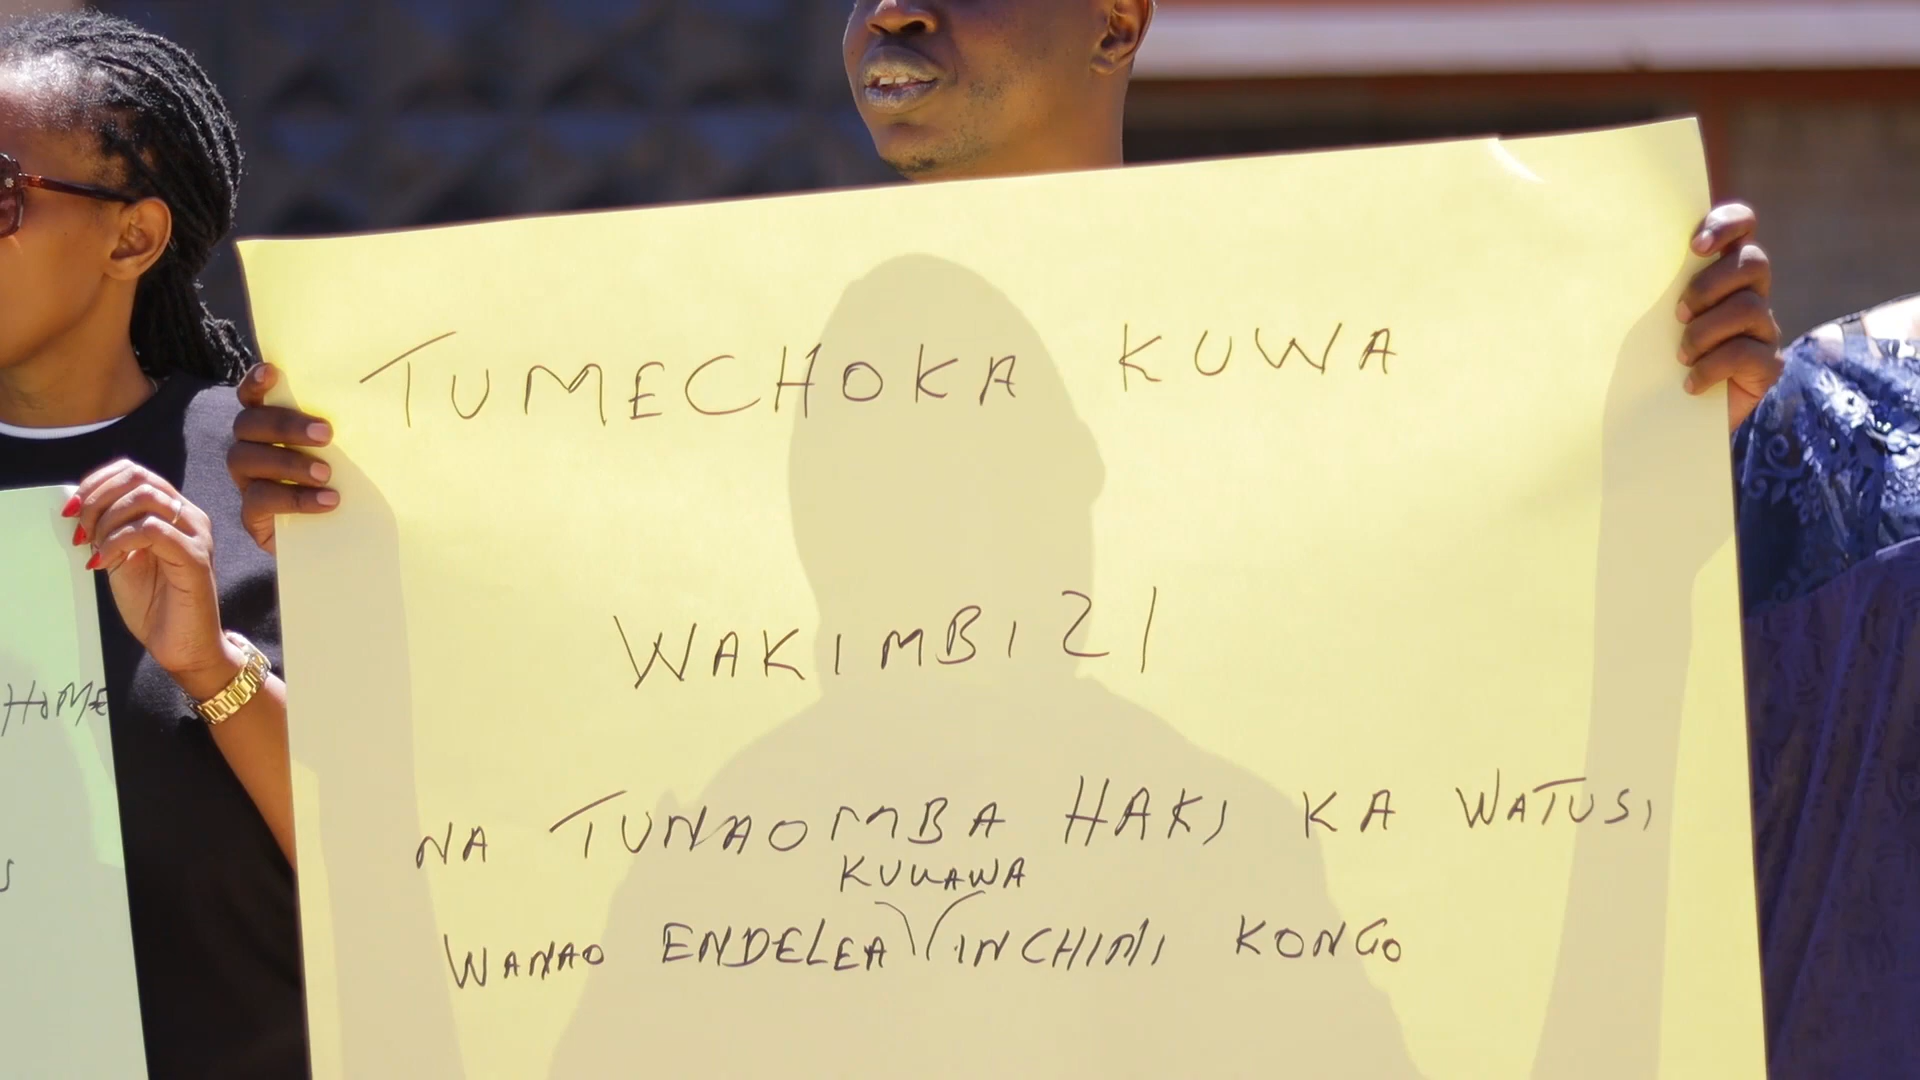 TUMECHOKA KUWA
WAKIMBIZI
NA TUNAOMBA HAKI KA WATUSI
KUUAWA
WANAO ENDELEA INCHINI KONGO
HOME